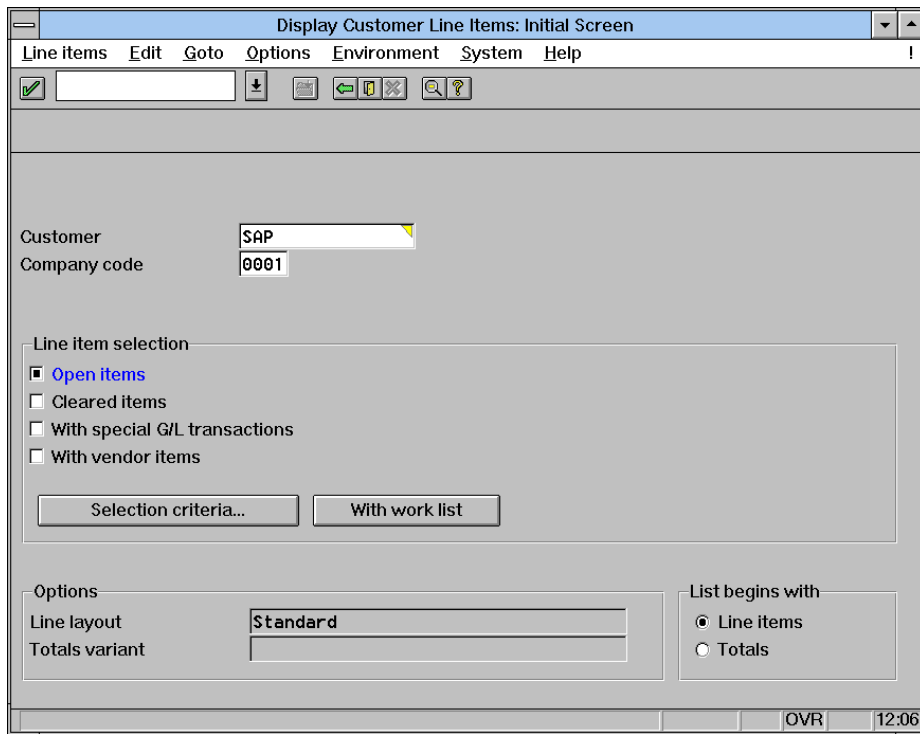 Display Customer Line Items: Initial Screen
Line items Edit Goto Options Environment System Help !
Customer SAP
Company code 0001
Line item selection
Open items
Cleared items
With special G/L transactions
With vendor items
Selection criteria... With work list
Options
Line layout Standard
Totals variant
List begins with
Line items
Totals
OVR 12:06